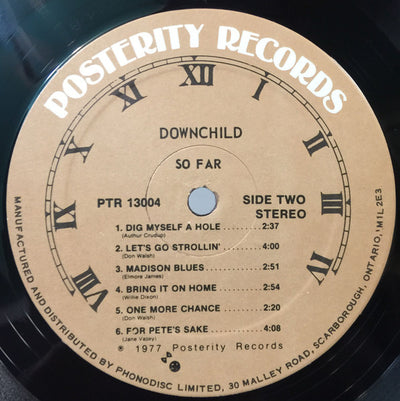 POSTERITY RECORDS
XII
I
II
III
IIII
VIII
IX
X
XI
DOWNCHILD
SO FAR
PTR 13004
SIDE TWO
STEREO
1. DIG MYSELF A HOLE ......... 2:37
(Authur Crudup)
2. LET'S GO STROLLIN' ........ 4:00
(Don Walsh)
3. MADISON BLUES ......... 2:51
(Elmore James)
4. BRING IT ON HOME ........ 2:54
(Willie Dixon)
5. ONE MORE CHANCE ....... 2:20
(Don Walsh)
6. FOR PETE'S SAKE ......... 4:08
(Jane Vasey)
℗ 1977 Posterity Records
MANUFACTURED AND DISTRIBUTED BY PHONODISC LIMITED, 30 MALLEY ROAD, SCARBOROUGH, ONTARIO, M1L 2E3